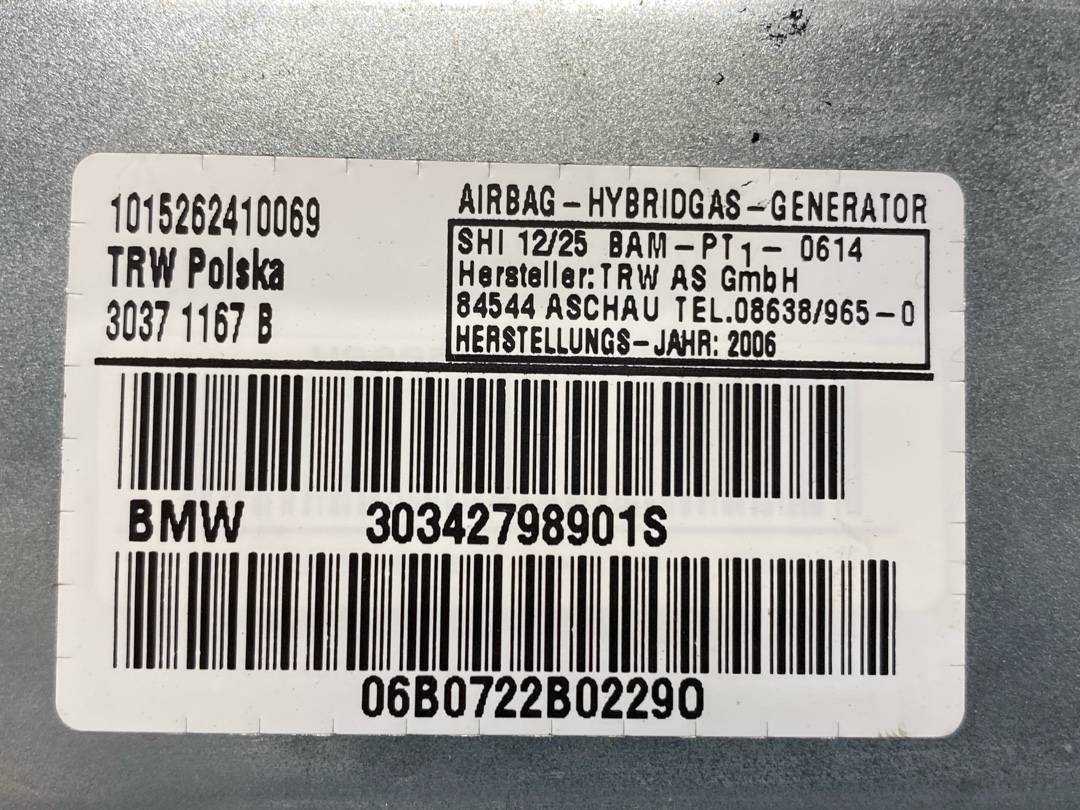 1015262410069
TRW Polska
3037 1167 B
AIRBAG-HYBRIDGAS-GENERATOR
SHI 12/25 BAM-PT1-0614
Hersteller:TRW AS GmbH
84544 ASCHAU TEL.08638/965-0
HERSTELLUNGS-JAHR: 2006
BMW 30342798901S
06B0722B0229O